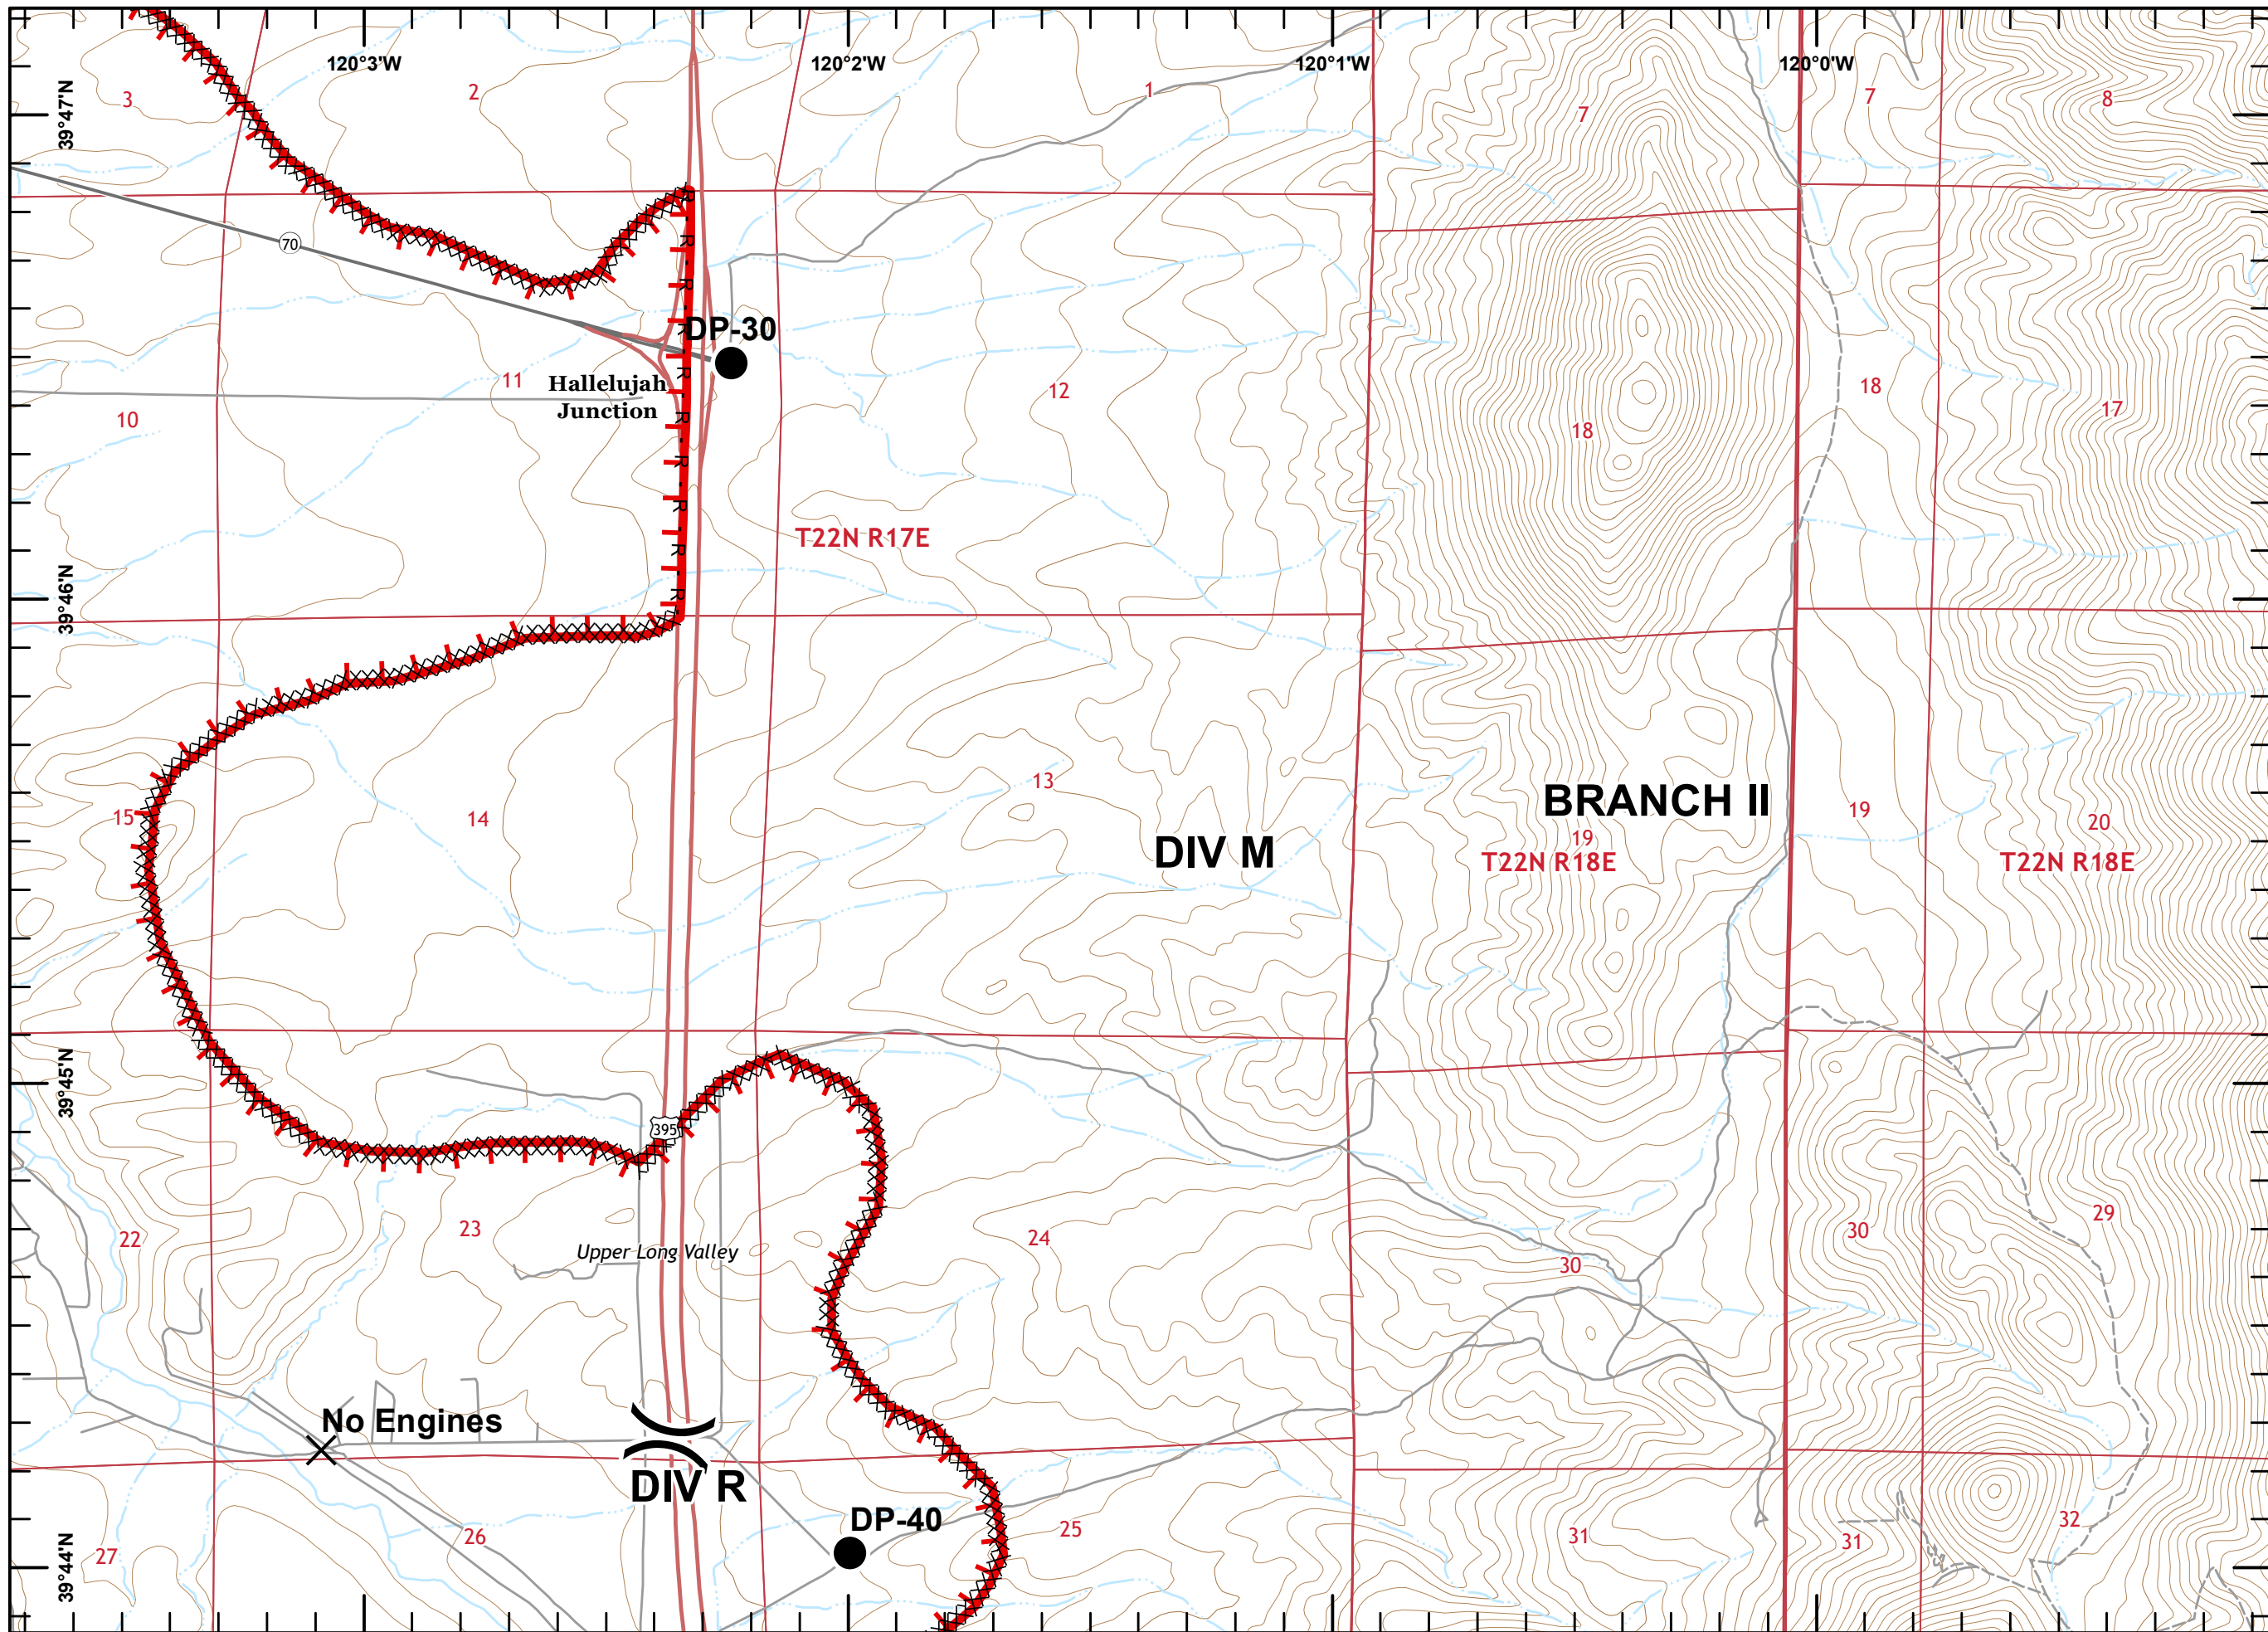 120°3'W
120°2'W
120°1'W
120°0'W
39°47'N
3
2
1
7
7
8
70
R - R - R - R - R - R - R - R - R - R
DP-30
10
11
Hallelujah
Junction
12
18
18
17
T22N R17E
39°46'N
15
14
13
DIV M
BRANCH II
19
T22N R18E
19
20
T22N R18E
39°45'N
395
22
23
Upper Long Valley
24
30
30
29
No Engines
DIV R
DP-40
39°44'N
27
26
25
31
31
32